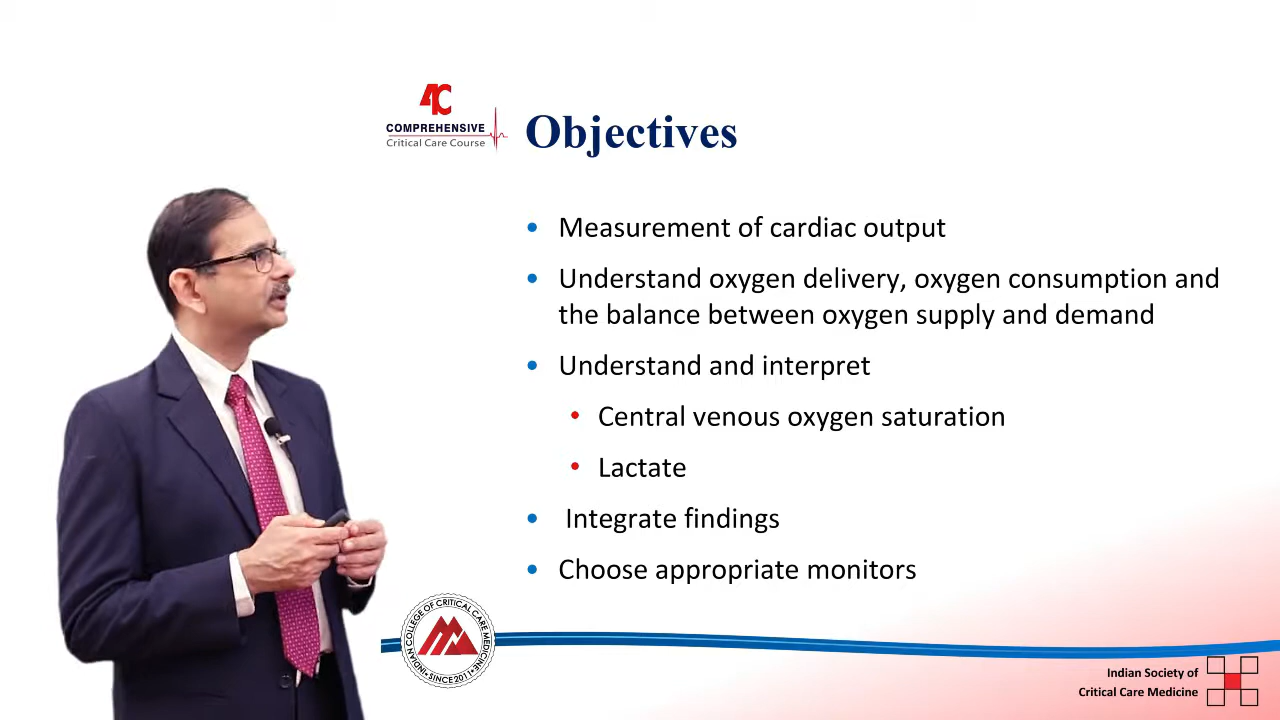 4C
COMPREHENSIVE
Critical Care Course
Objectives
• Measurement of cardiac output
• Understand oxygen delivery, oxygen consumption and
the balance between oxygen supply and demand
• Understand and interpret
• Central venous oxygen saturation
• Lactate
• Integrate findings
• Choose appropriate monitors
INDIAN COLLEGE OF CRITICAL CARE MEDICINE
• SINCE 2011 •
Indian Society of
Critical Care Medicine